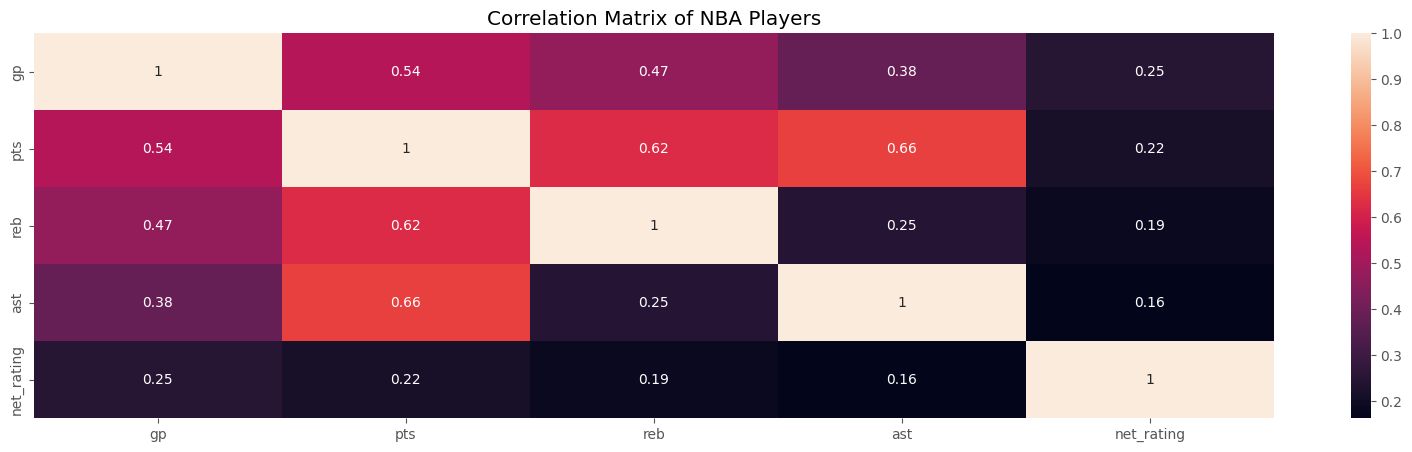 Correlation Matrix of NBA Players
gp 1 0.54 0.47 0.38 0.25
pts 0.54 1 0.62 0.66 0.22
reb 0.47 0.62 1 0.25 0.19
ast 0.38 0.66 0.25 1 0.16
net_rating 0.25 0.22 0.19 0.16 1
gp pts reb ast net_rating
1.0
0.9
0.8
0.7
0.6
0.5
0.4
0.3
0.2